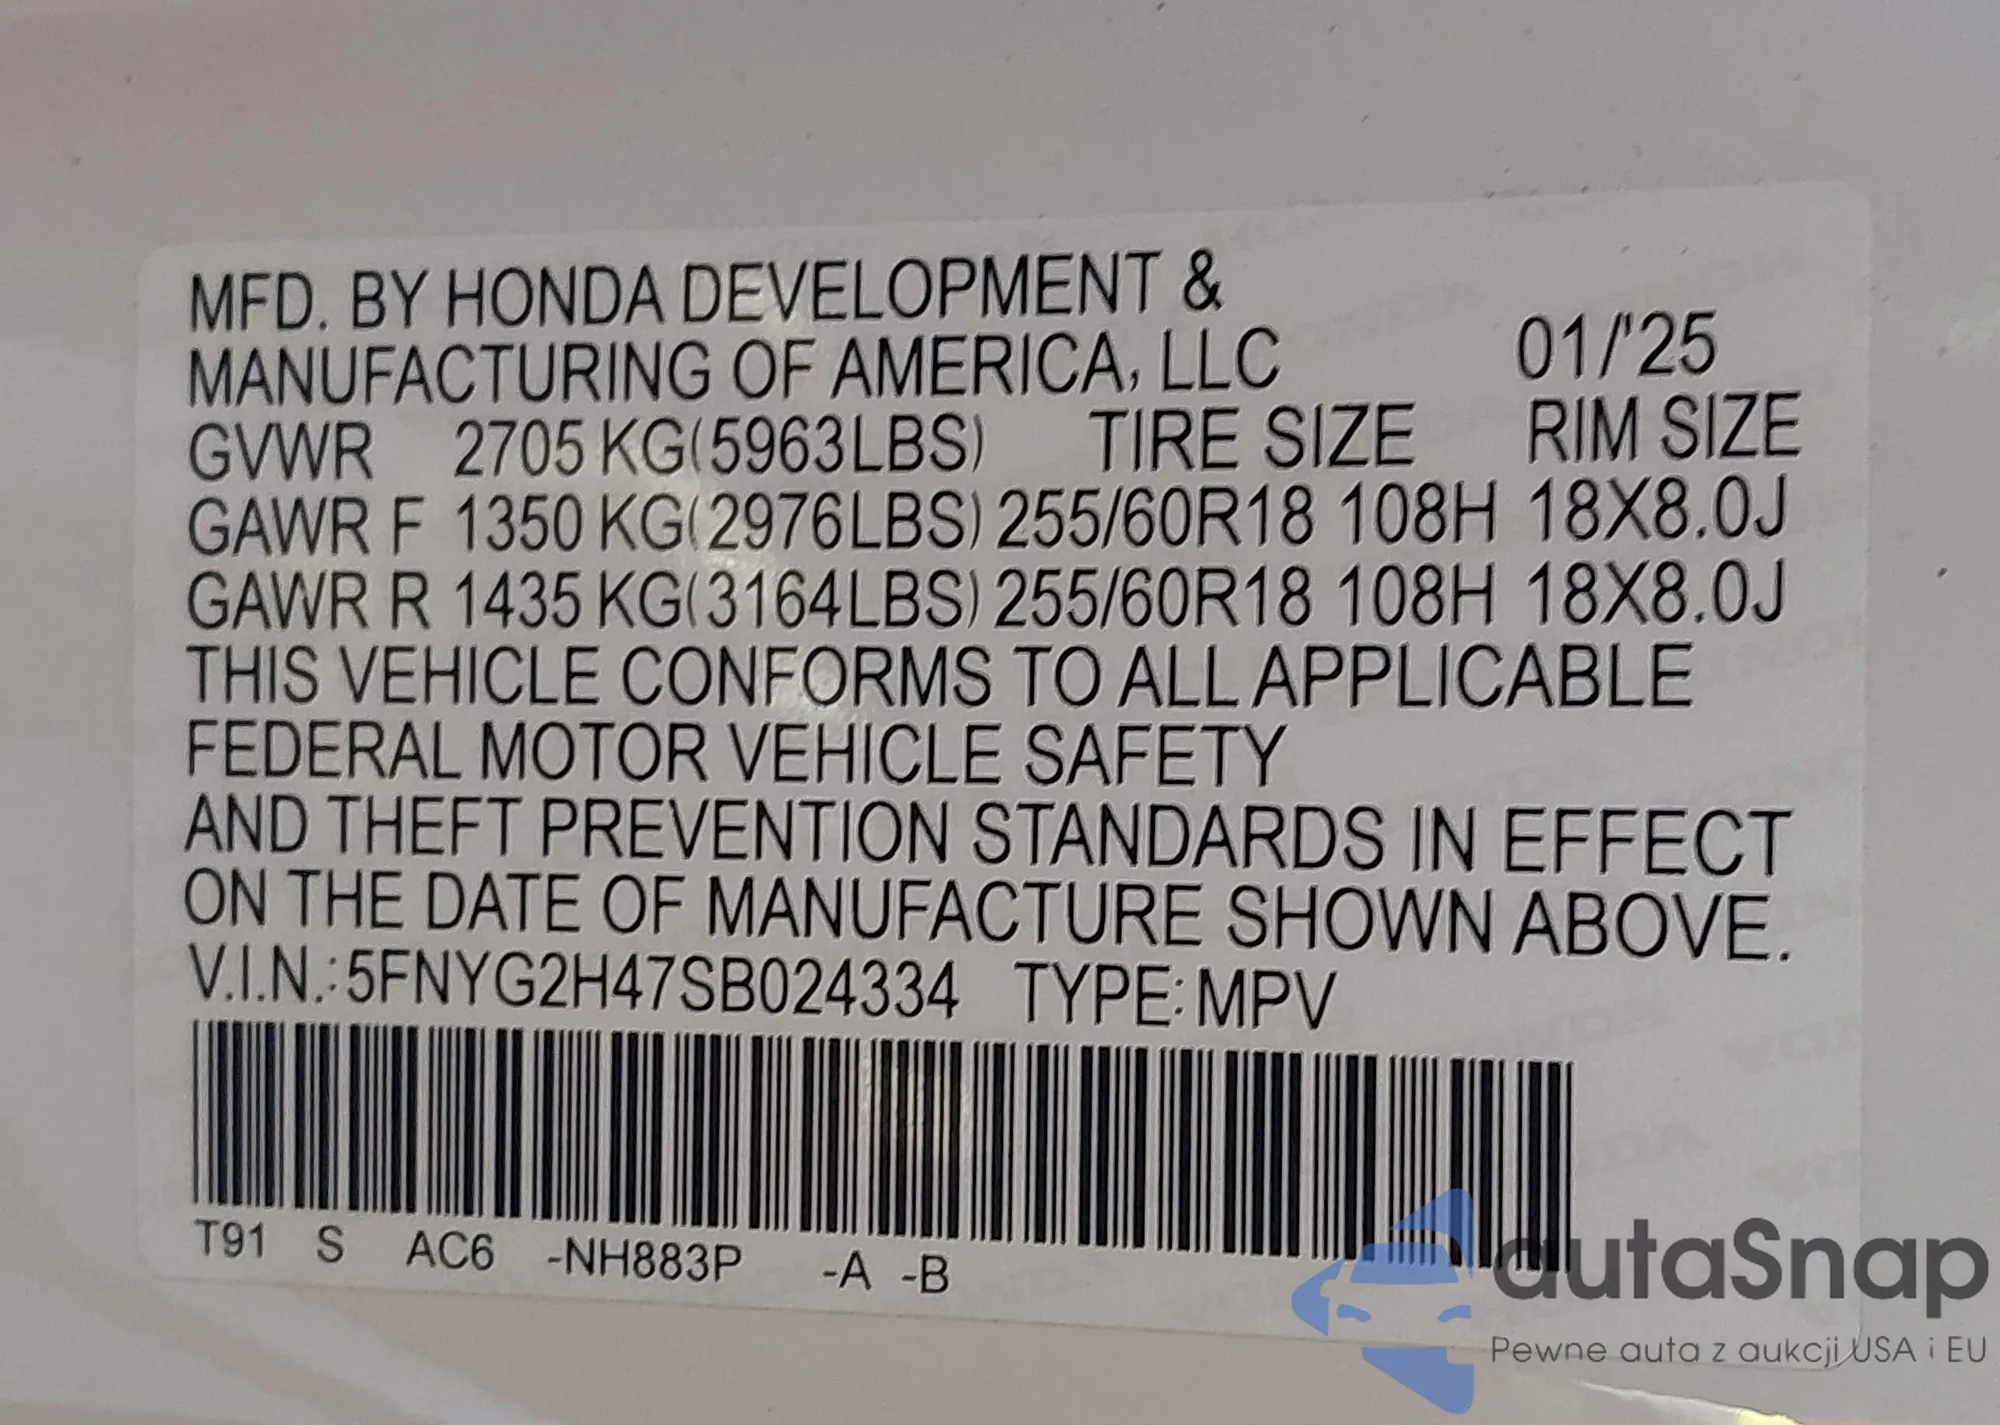 MFD. BY HONDA DEVELOPMENT &
MANUFACTURING OF AMERICA, LLC 01/'25
GVWR 2705 KG(5963LBS) TIRE SIZE RIM SIZE
GAWR F 1350 KG(2976LBS) 255/60R18 108H 18X8.0J
GAWR R 1435 KG(3164LBS) 255/60R18 108H 18X8.0J
THIS VEHICLE CONFORMS TO ALL APPLICABLE
FEDERAL MOTOR VEHICLE SAFETY
AND THEFT PREVENTION STANDARDS IN EFFECT
ON THE DATE OF MANUFACTURE SHOWN ABOVE.
V.I.N.:5FNYG2H47SB024334 TYPE:MPV
T91 S AC6 -NH883P -A -B
autaSnap
Pewne auta z aukcji USA i EU